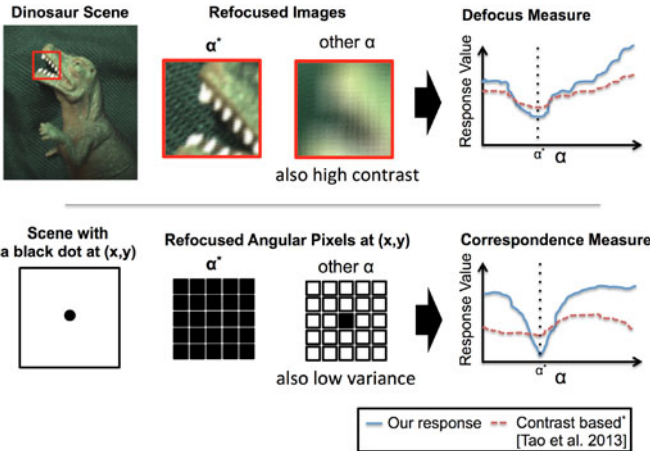 Dinosaur Scene
Refocused Images
Defocus Measure
α*
other α
also high contrast
Response Value
α*
α
Scene with
a black dot at (x,y)
Refocused Angular Pixels at (x,y)
Correspondence Measure
α*
other α
also low variance
Response Value
α*
α
Our response
Contrast based*
[Tao et al. 2013]